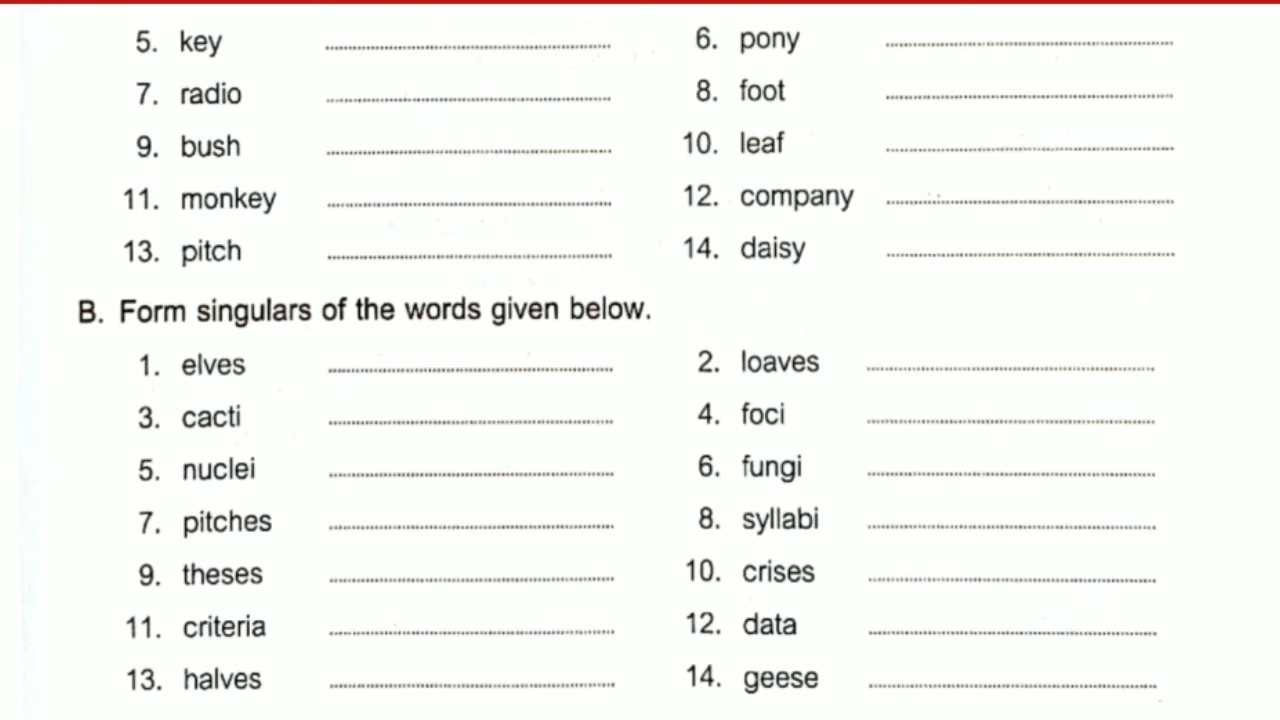 5. key 6. pony
7. radio 8. foot
9. bush 10. leaf
11. monkey 12. company
13. pitch 14. daisy
B. Form singulars of the words given below.
1. elves 2. loaves
3. cacti 4. foci
5. nuclei 6. fungi
7. pitches 8. syllabi
9. theses 10. crises
11. criteria 12. data
13. halves 14. geese